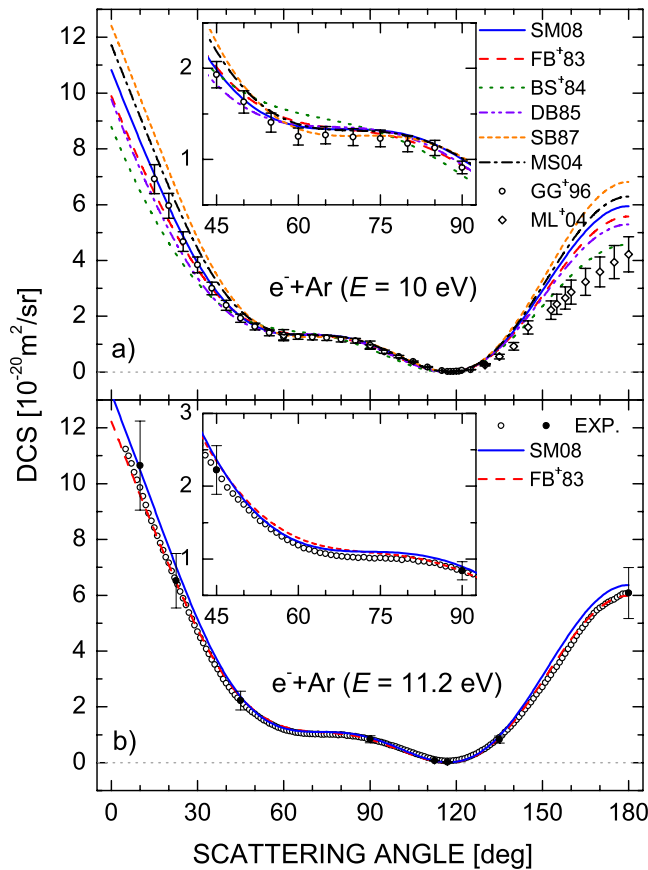 12
10
8
6
4
2
0
2
1
45
60
75
90
SM08
FB⁺83
BS⁺84
DB85
SB87
MS04
GG⁺96
ML⁺04
e⁻+Ar (E = 10 eV)
a)
DCS [10⁻²⁰m²/sr]
12
10
8
6
4
2
0
3
2
1
45
60
75
90
EXP.
SM08
FB⁺83
e⁻+Ar (E = 11.2 eV)
b)
0 30 60 90 120 150 180
SCATTERING ANGLE [deg]